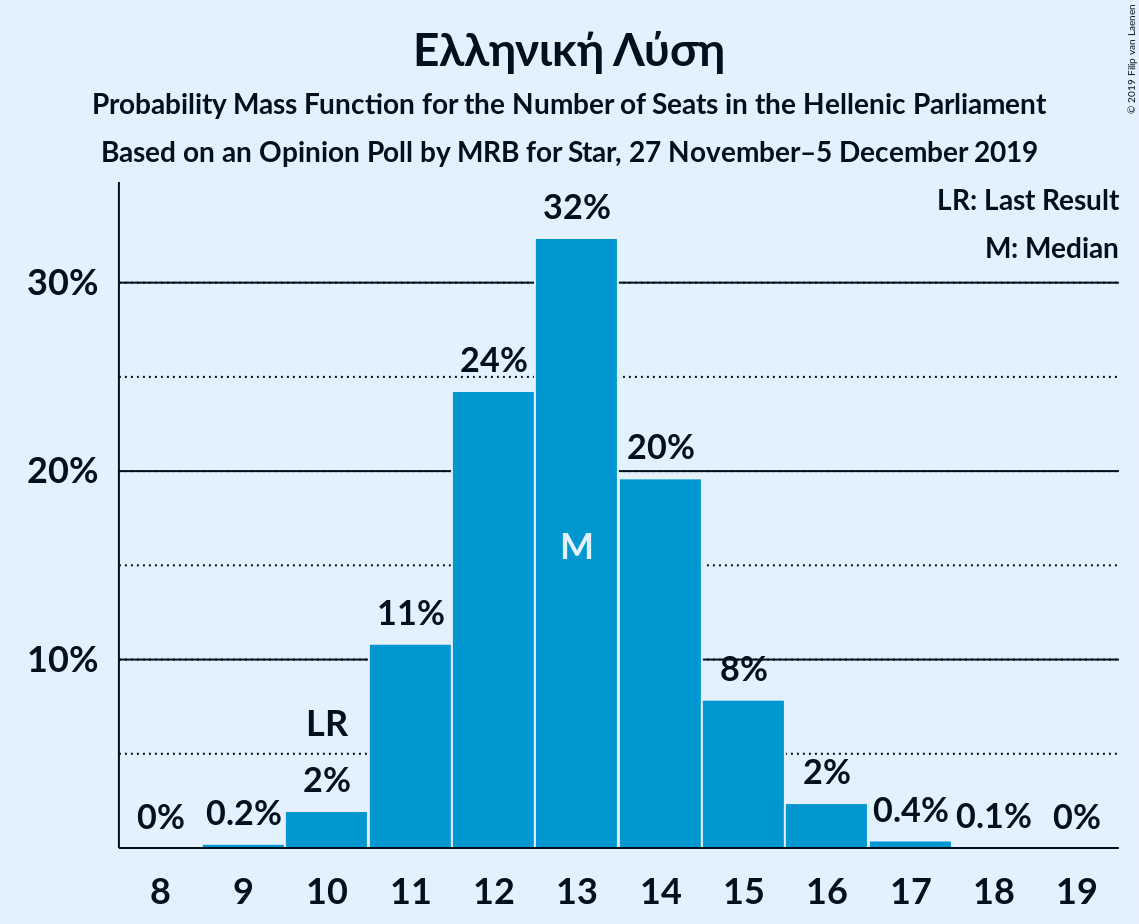 Ελληνική Λύση
Probability Mass Function for the Number of Seats in the Hellenic Parliament
Based on an Opinion Poll by MRB for Star, 27 November–5 December 2019
© 2019 Filip van Laenen
LR: Last Result
M: Median
30%
20%
10%
0%
0.2%
LR
2%
11%
24%
32%
M
20%
8%
2%
0.4%
0.1%
0%
8 9 10 11 12 13 14 15 16 17 18 19